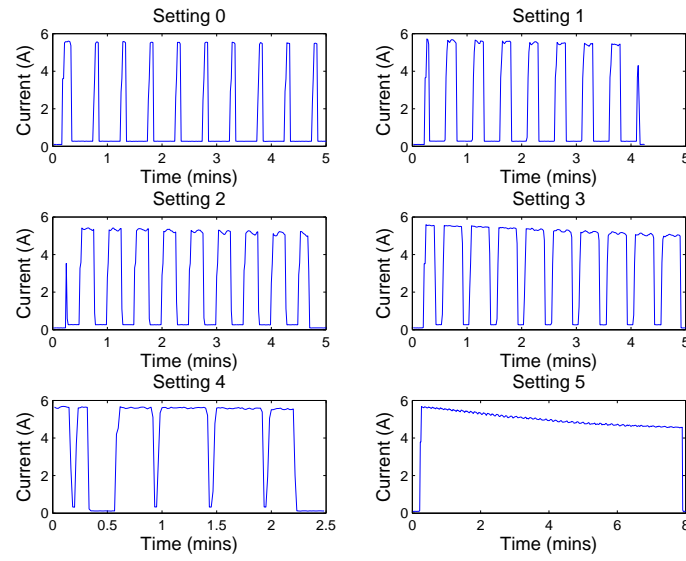 Setting 0
Current (A)
6
4
2
0
0 1 2 3 4 5
Time (mins)
Setting 1
Current (A)
6
4
2
0
0 1 2 3 4 5
Time (mins)
Setting 2
Current (A)
6
4
2
0
0 1 2 3 4 5
Time (mins)
Setting 3
Current (A)
6
4
2
0
0 1 2 3 4 5
Time (mins)
Setting 4
Current (A)
6
4
2
0
0 0.5 1 1.5 2 2.5
Time (mins)
Setting 5
Current (A)
6
4
2
0
0 2 4 6 8
Time (mins)